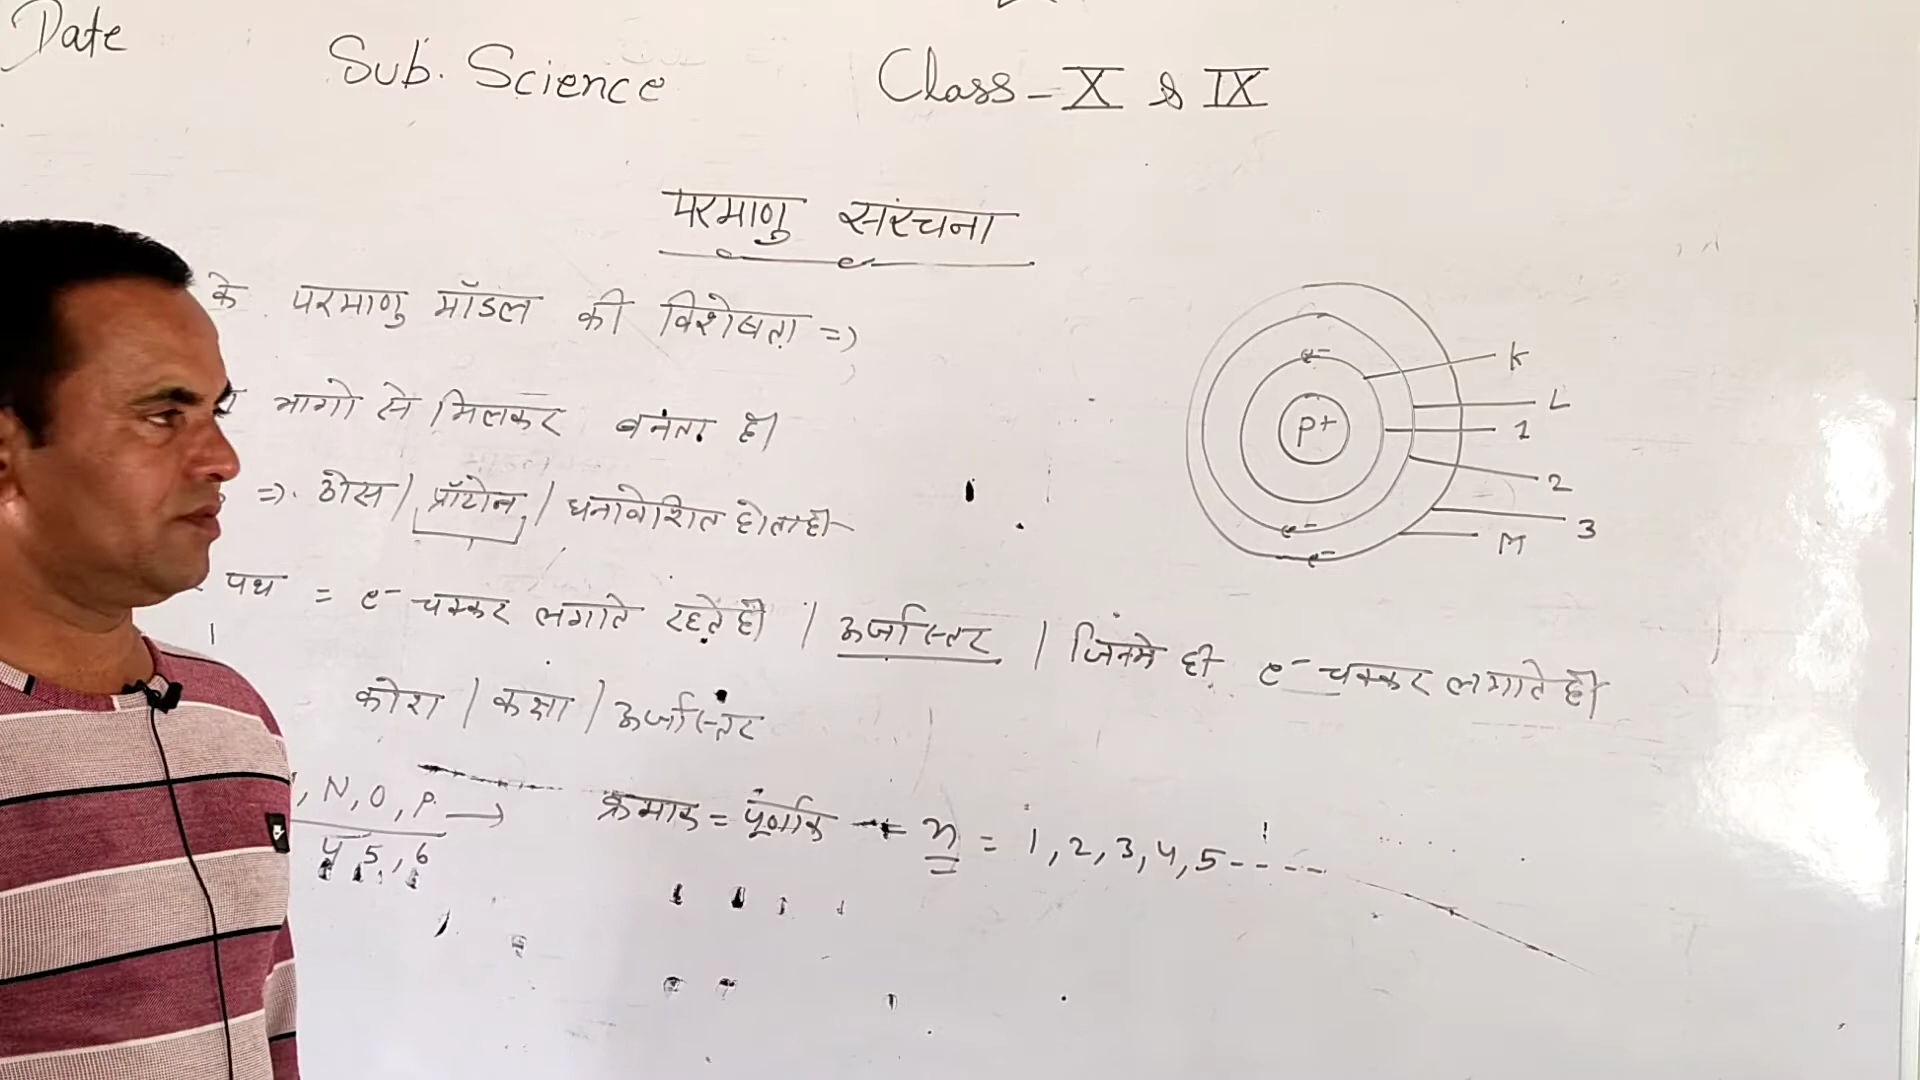 Date
Sub. Science
Class - X & IX
परमाणु संरचना
के परमाणु मॉडल की विशेषता =>
भागो से मिलकर बनता है।
=> ठोस / प्रॉटोन / धनावेशित होता है।
पथ = e⁻ चक्कर लगाते रहते है। / ऊर्जास्तर / जिनमे ही e⁻ चक्कर लगाते है।
कोश / कक्षा / ऊर्जास्तर
, N, O, P → क्रमाक = पूर्णाक n = 1, 2, 3, 4, 5 - - - -
4 5, 6
P+
e⁻
e⁻
e⁻
K
L
1
2
3
M